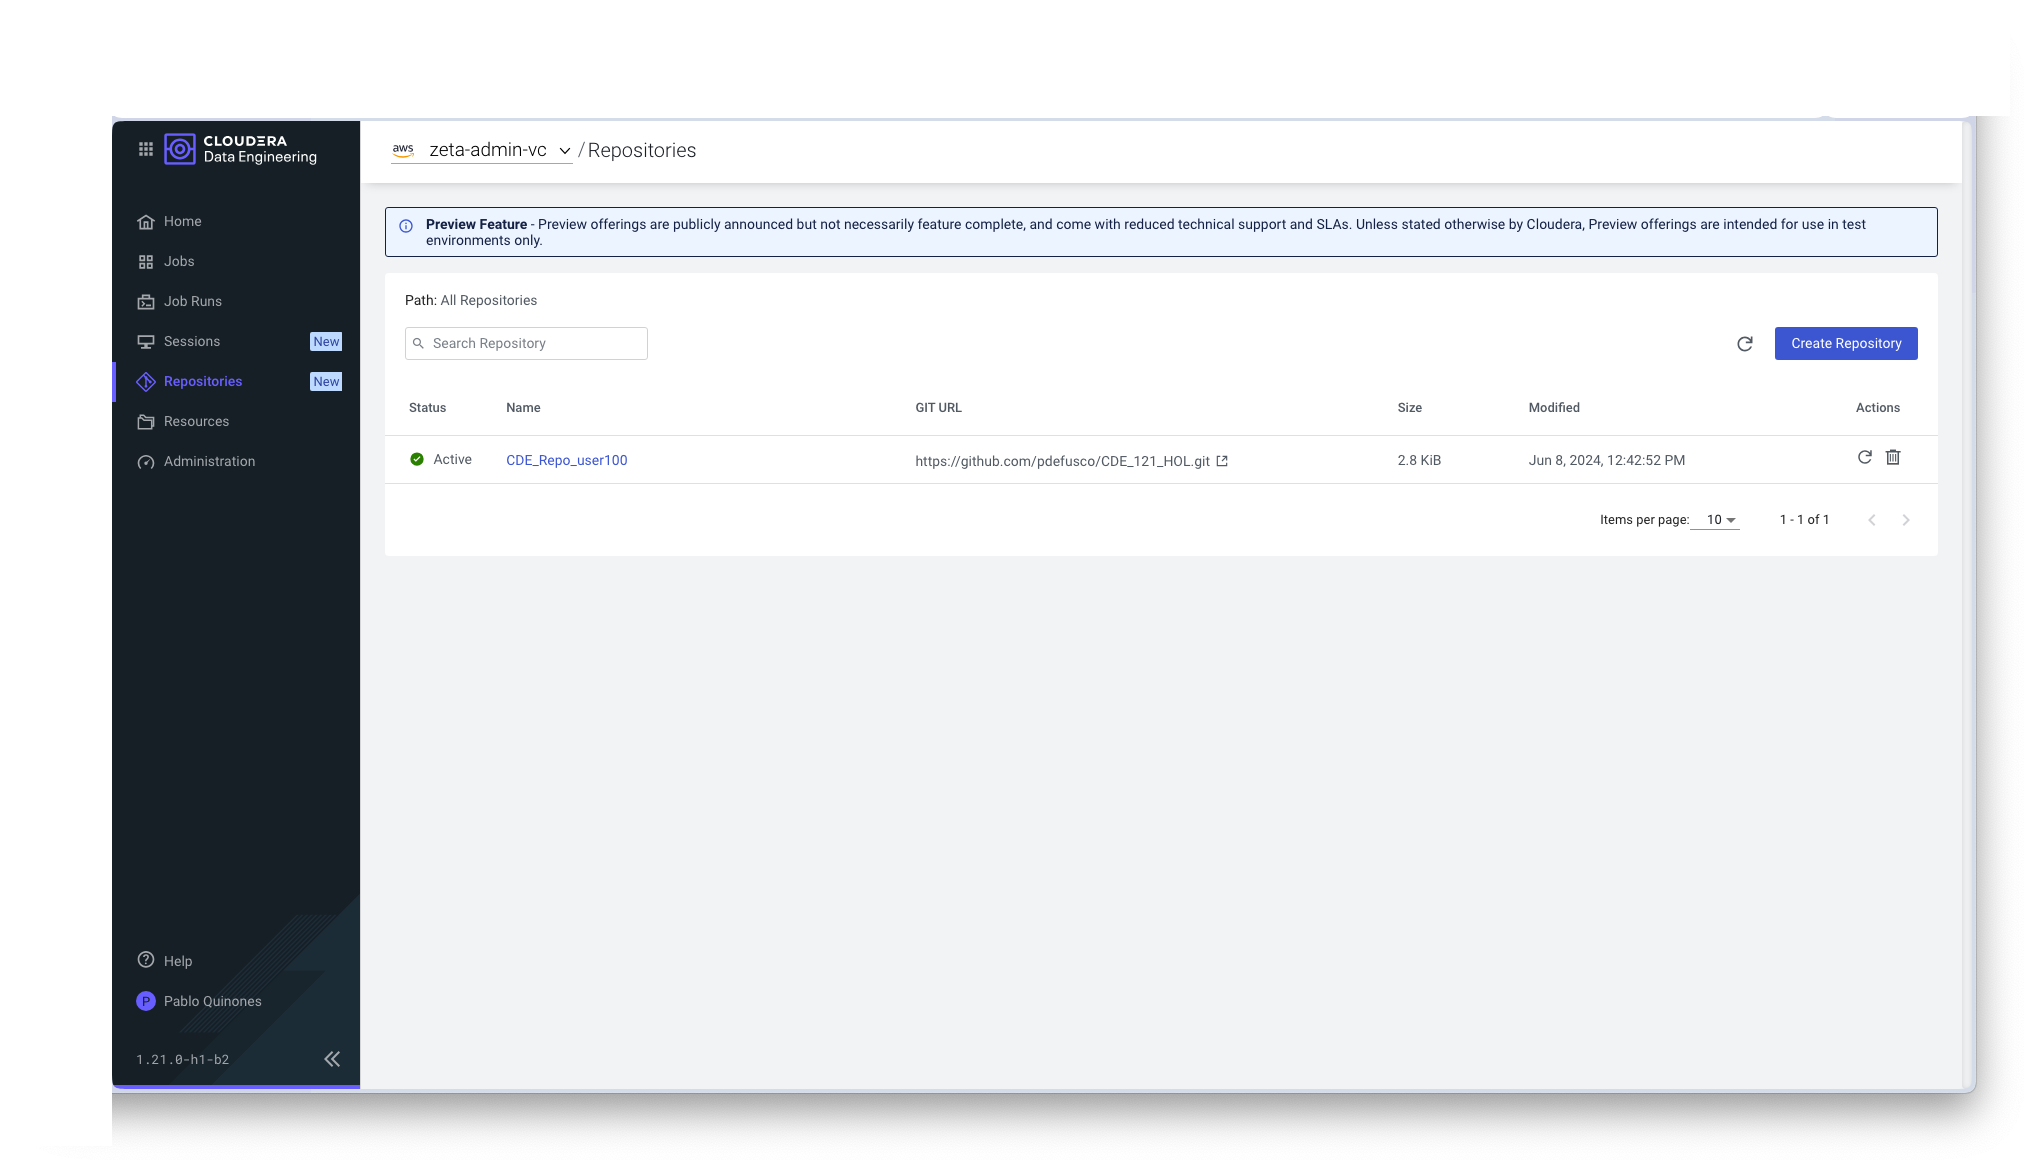 CLOUDERA
Data Engineering
Home
Jobs
Job Runs
Sessions New
Repositories New
Resources
Administration
Help
P Pablo Quinones
1.21.0-h1-b2
aws zeta-admin-vc / Repositories
Preview Feature - Preview offerings are publicly announced but not necessarily feature complete, and come with reduced technical support and SLAs. Unless stated otherwise by Cloudera, Preview offerings are intended for use in test
environments only.
Path: All Repositories
Search Repository
Create Repository
Status Name GIT URL Size Modified Actions
Active CDE_Repo_user100 https://github.com/pdefusco/CDE_121_HOL.git 2.8 KiB Jun 8, 2024, 12:42:52 PM
Items per page: 10 1 - 1 of 1